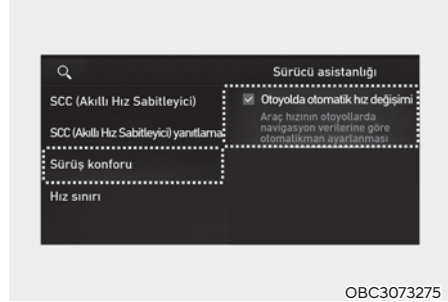 Sürücü asistanlığı
SCC (Akıllı Hız Sabitleyici)
SCC (Akıllı Hız Sabitleyici) yanıtlama
Sürüş konforu
Hız sınırı
Otoyolda otomatik hız değişimi
Araç hızının otoyollarda
navigasyon verilerine göre
otomatikman ayarlanması
OBC3073275